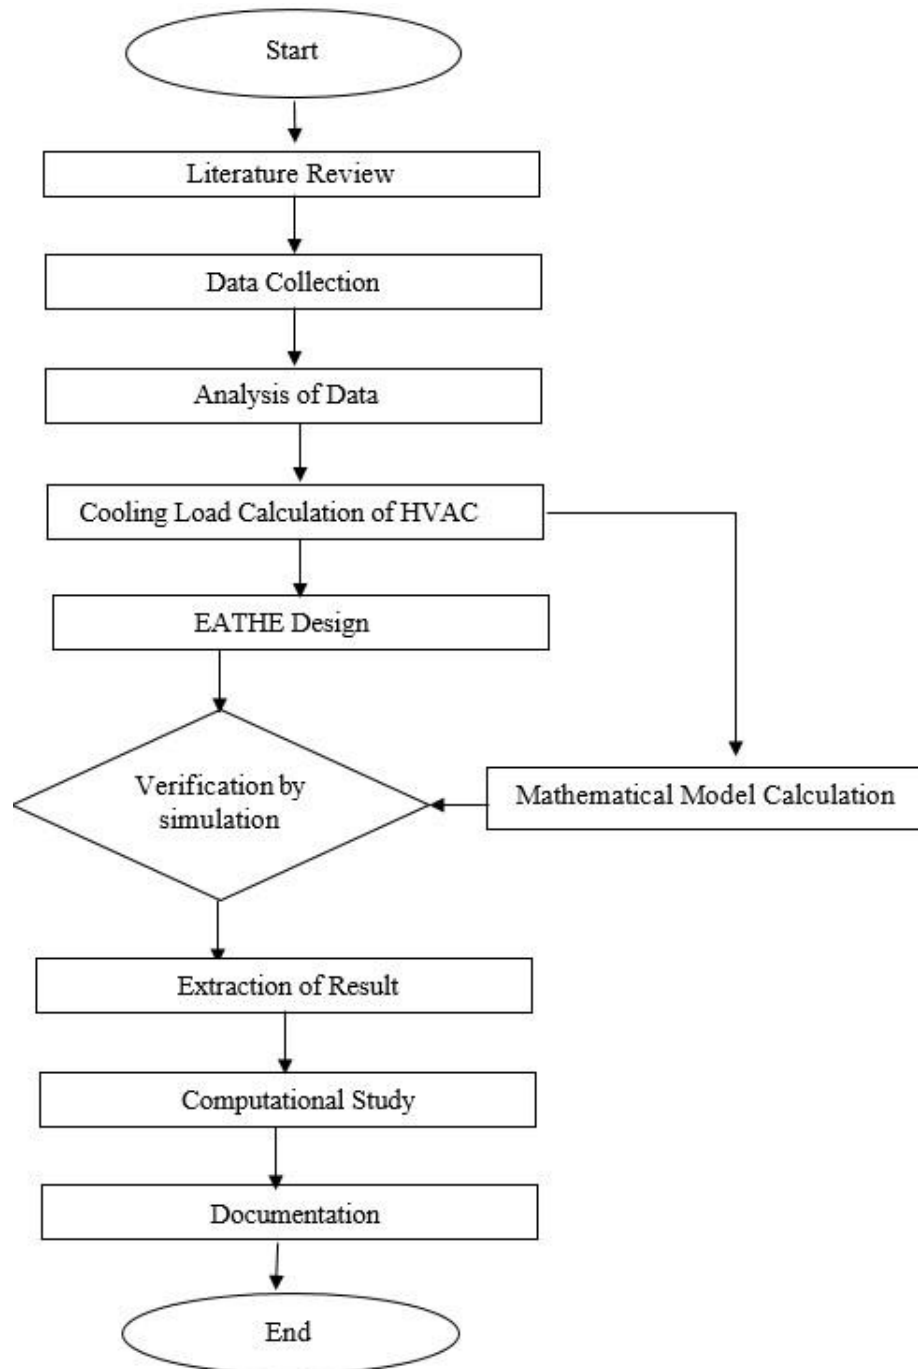 Start
Literature Review
Data Collection
Analysis of Data
Cooling Load Calculation of HVAC
EATHE Design
Verification by
simulation
Mathematical Model Calculation
Extraction of Result
Computational Study
Documentation
End